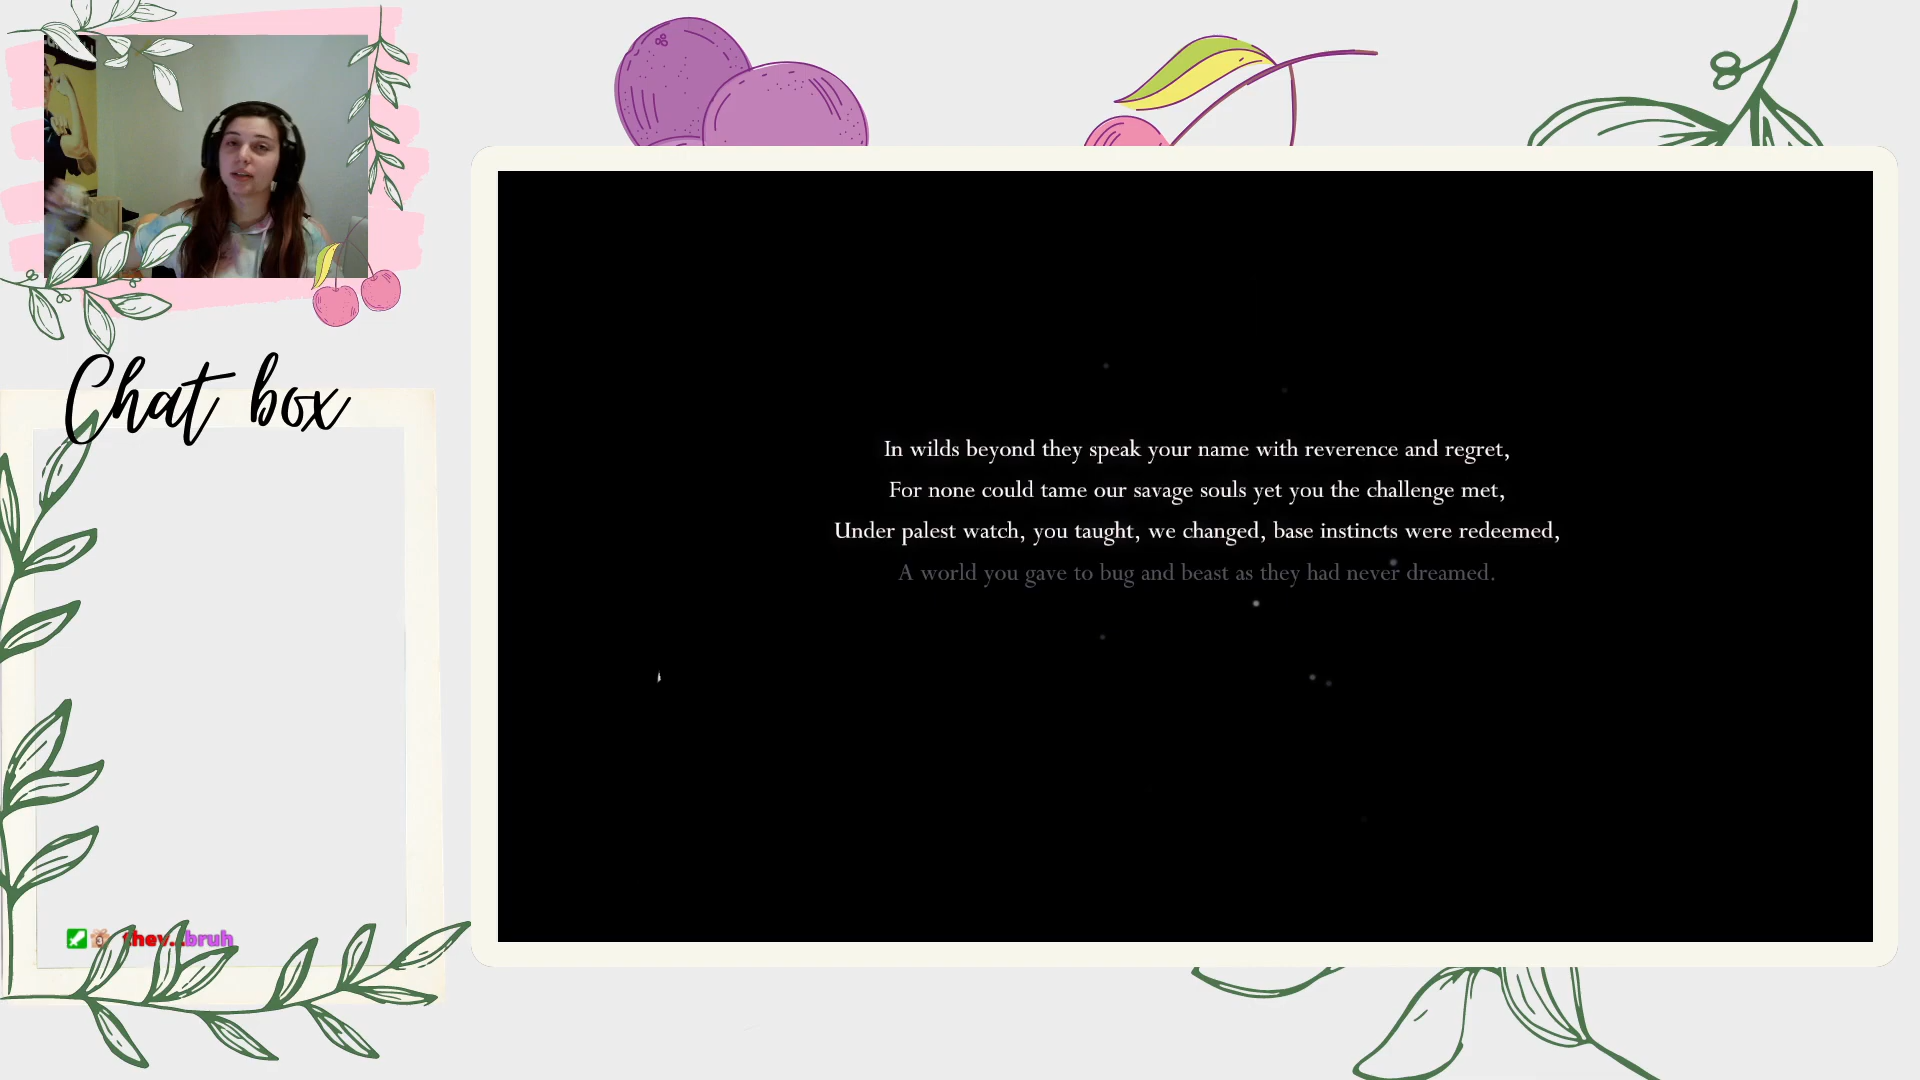 Chat box
In wilds beyond they speak your name with reverence and regret,
For none could tame our savage souls yet you the challenge met,
Under palest watch, you taught, we changed, base instincts were redeemed,
A world you gave to bug and beast as they had never dreamed.
bruh